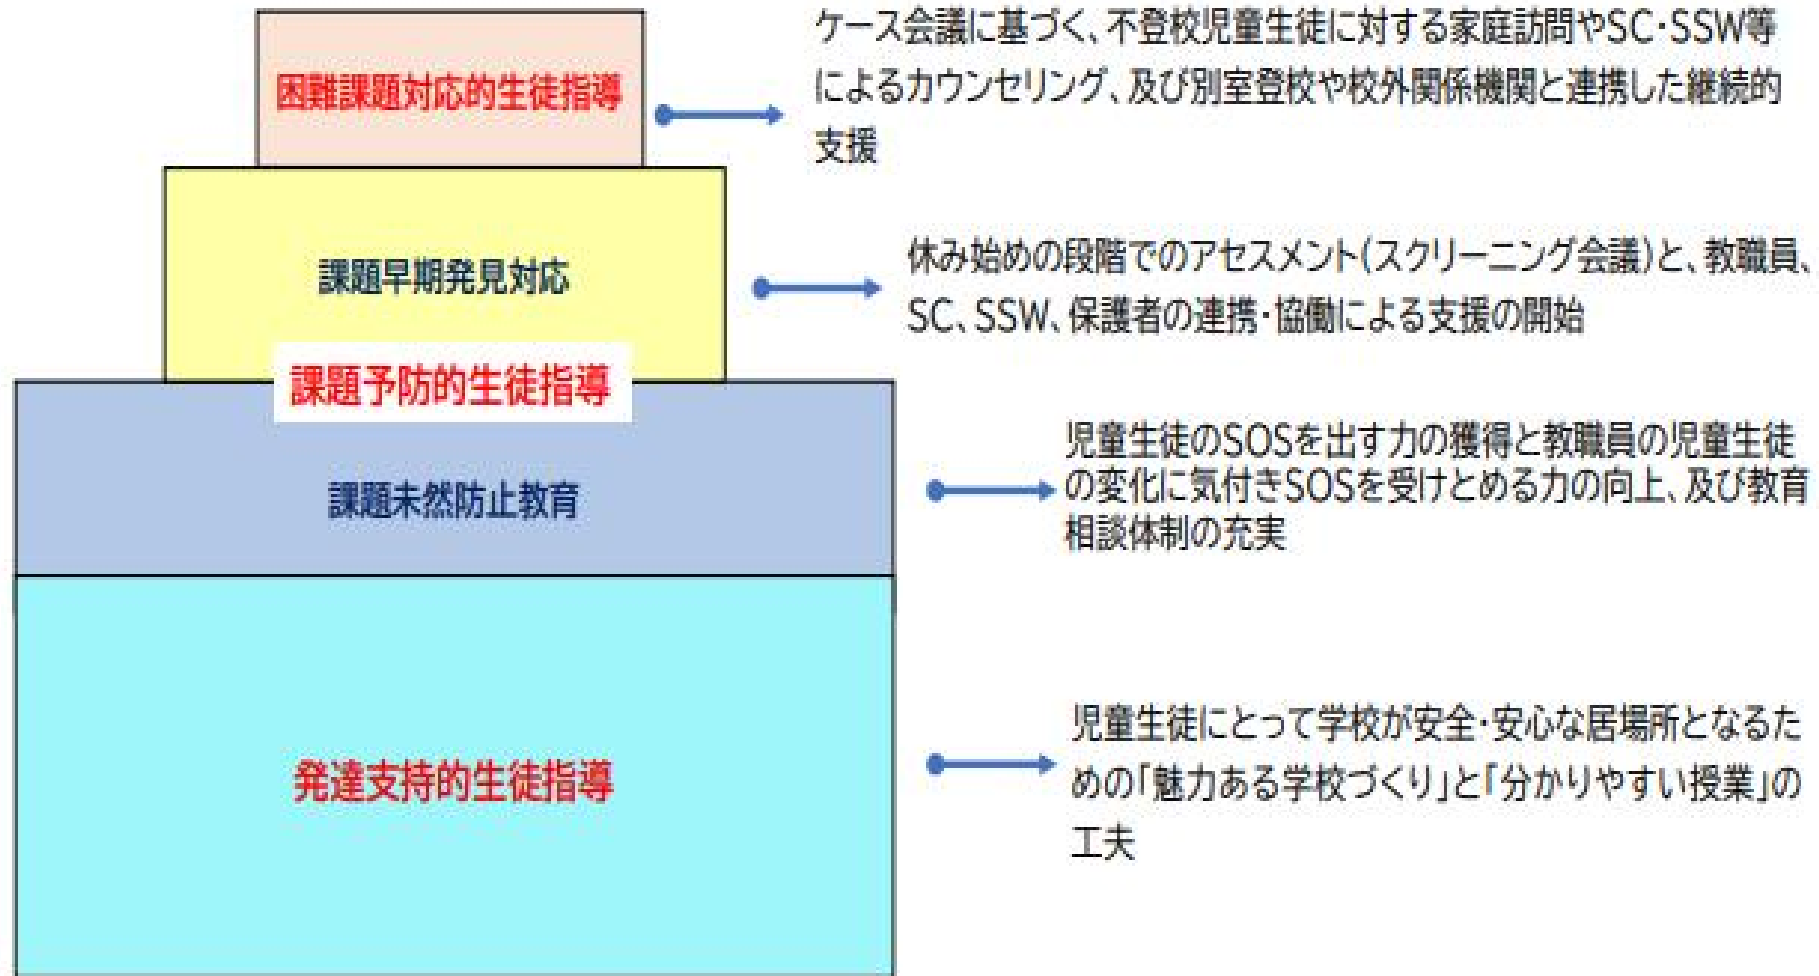 困難課題対応的生徒指導
ケース会議に基づく、不登校児童生徒に対する家庭訪問やSC・SSW等
によるカウンセリング、及び別室登校や校外関係機関と連携した継続的
支援
課題早期発見対応
休み始めの段階でのアセスメント(スクリーニング会議)と、教職員、
SC、SSW、保護者の連携・協働による支援の開始
課題予防的生徒指導
課題未然防止教育
児童生徒のSOSを出す力の獲得と教職員の児童生徒
の変化に気付きSOSを受けとめる力の向上、及び教育
相談体制の充実
発達支持的生徒指導
児童生徒にとって学校が安全・安心な居場所となるた
めの「魅力ある学校づくり」と「分かりやすい授業」の
工夫